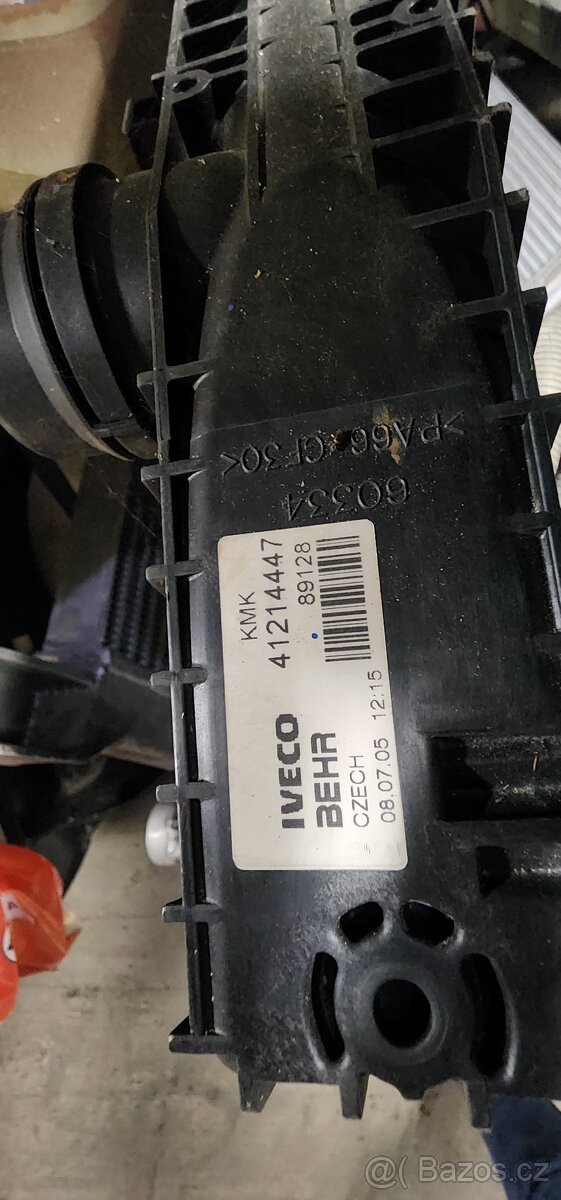 >PA66 GF30<
60334
KMK
41214447
89128
IVECO
BEHR
CZECH
08.07.05 12:15
@( Bazos.cz